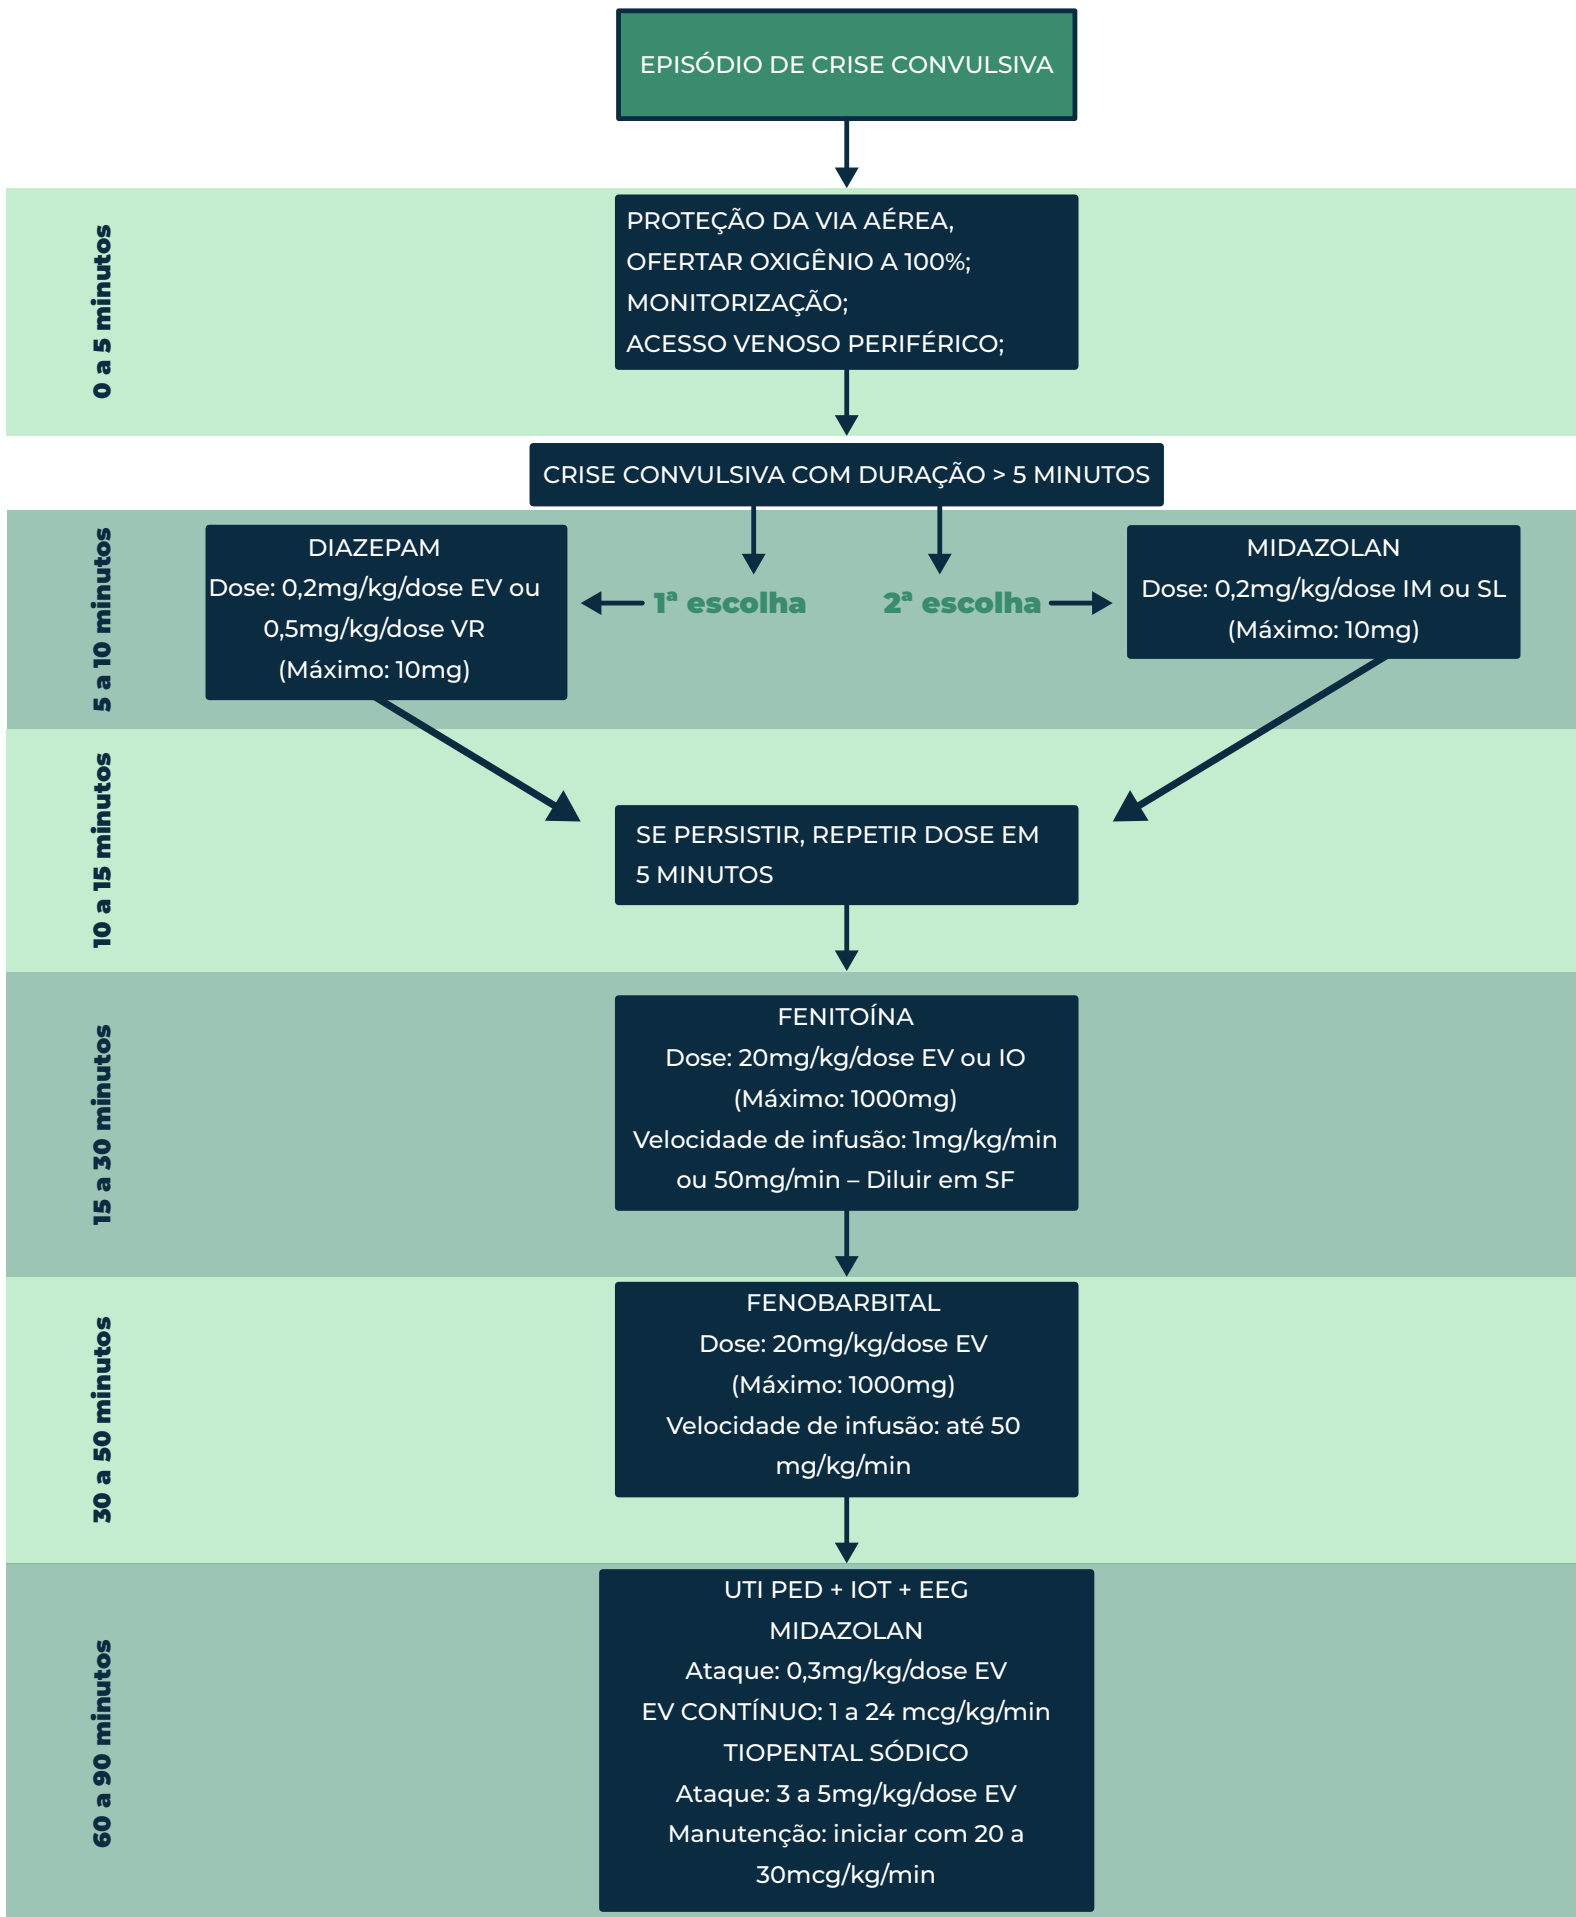 EPISÓDIO DE CRISE CONVULSIVA
0 a 5 minutos
PROTEÇÃO DA VIA AÉREA,
OFERTAR OXIGÊNIO A 100%;
MONITORIZAÇÃO;
ACESSO VENOSO PERIFÉRICO;
CRISE CONVULSIVA COM DURAÇÃO > 5 MINUTOS
5 a 10 minutos
DIAZEPAM
Dose: 0,2mg/kg/dose EV ou
0,5mg/kg/dose VR
(Máximo: 10mg)
1ª escolha
2ª escolha
MIDAZOLAN
Dose: 0,2mg/kg/dose IM ou SL
(Máximo: 10mg)
10 a 15 minutos
SE PERSISTIR, REPETIR DOSE EM
5 MINUTOS
15 a 30 minutos
FENITOÍNA
Dose: 20mg/kg/dose EV ou IO
(Máximo: 1000mg)
Velocidade de infusão: 1mg/kg/min
ou 50mg/min – Diluir em SF
30 a 50 minutos
FENOBARBITAL
Dose: 20mg/kg/dose EV
(Máximo: 1000mg)
Velocidade de infusão: até 50
mg/kg/min
60 a 90 minutos
UTI PED + IOT + EEG
MIDAZOLAN
Ataque: 0,3mg/kg/dose EV
EV CONTÍNUO: 1 a 24 mcg/kg/min
TIOPENTAL SÓDICO
Ataque: 3 a 5mg/kg/dose EV
Manutenção: iniciar com 20 a
30mcg/kg/min